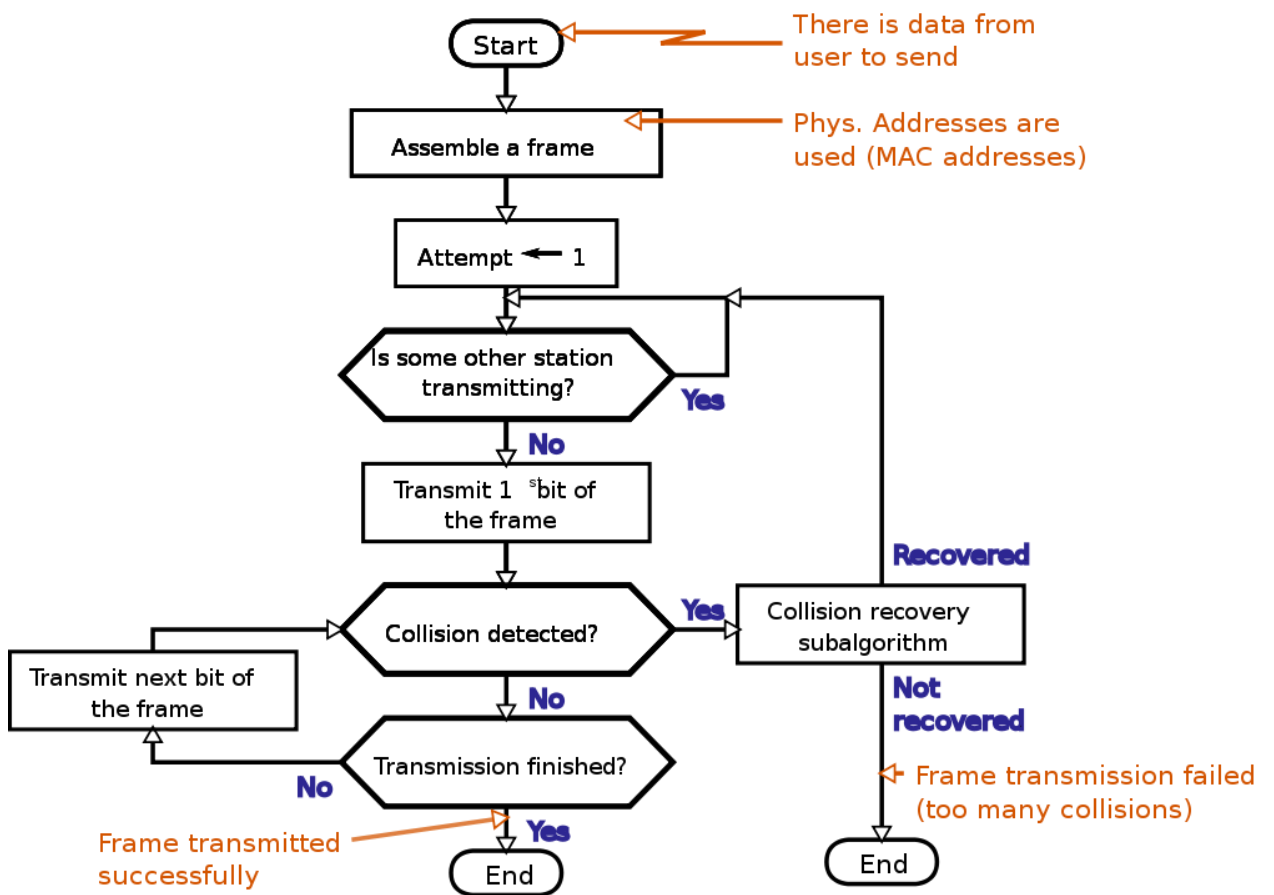 Start
There is data from
user to send
Assemble a frame
Phys. Addresses are
used (MAC addresses)
Attempt ← 1
Is some other station
transmitting?
Yes
No
Transmit 1 st bit of
the frame
Recovered
Collision detected?
Yes
Collision recovery
subalgorithm
Transmit next bit of
the frame
No
Not
recovered
Transmission finished?
No
Frame transmission failed
(too many collisions)
Frame transmitted
successfully
Yes
End
End